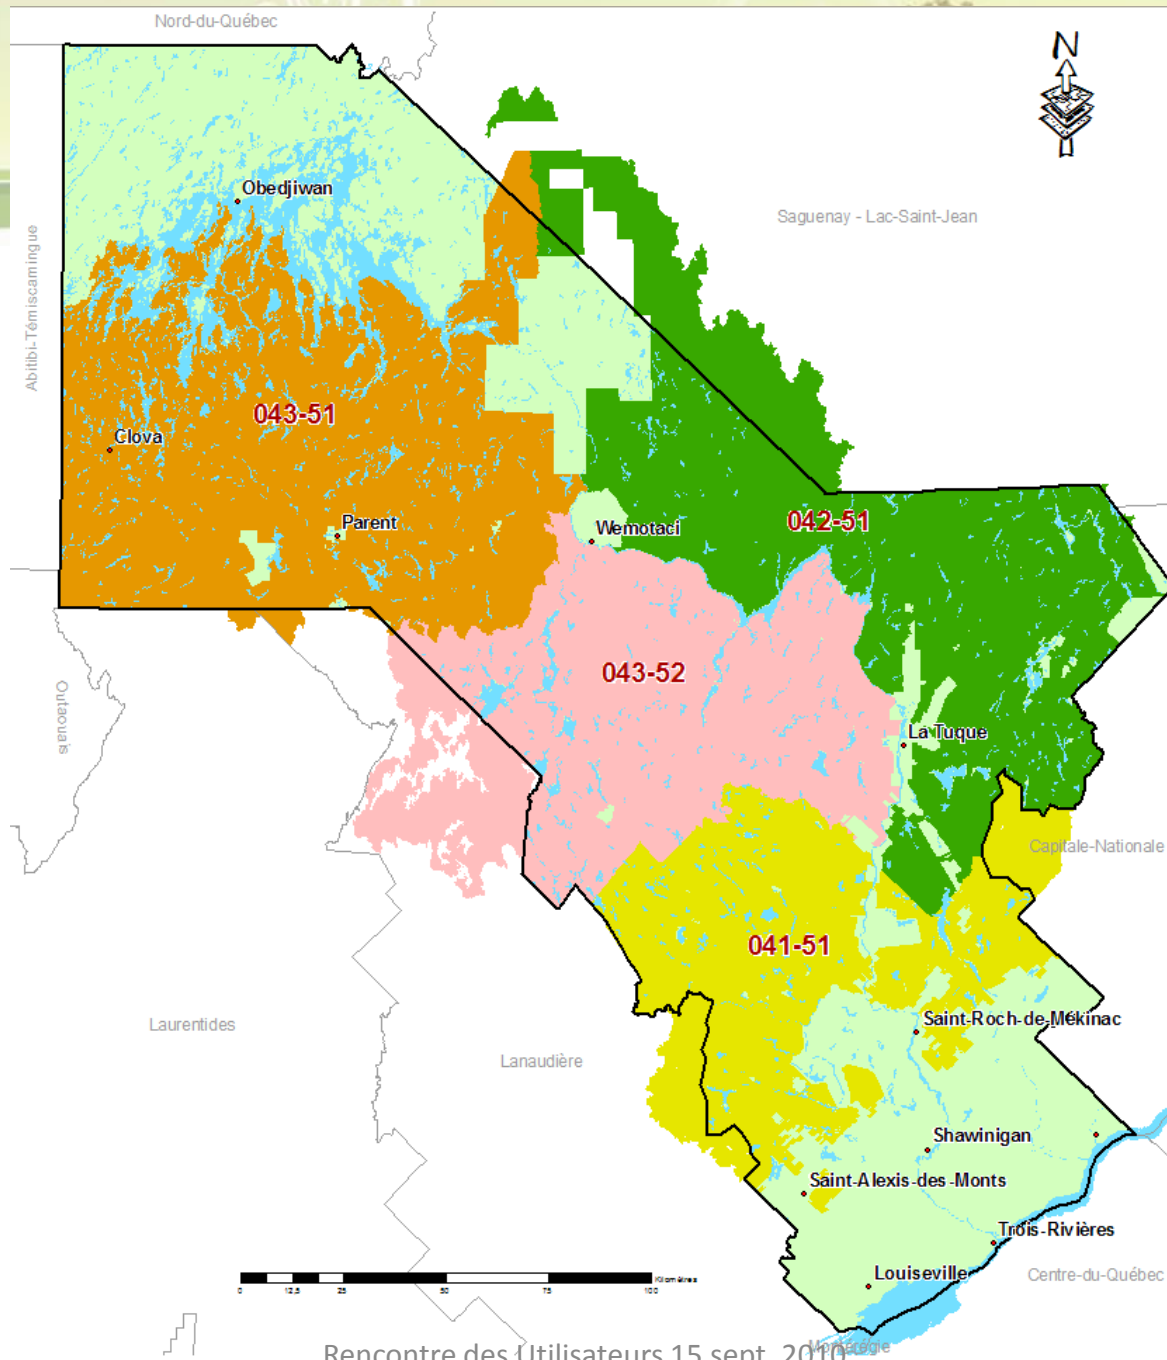 Nord-du-Québec
N
Obedjiwan
Saguenay - Lac-Saint-Jean
Abitibi-Témiscamingue
043-51
Clova
Parent
Wemotaci
042-51
043-52
Outaouais
La Tuque
Capitale-Nationale
041-51
Laurentides
Saint-Roch-de-Mékinac
Lanaudière
Shawinigan
Saint-Alexis-des-Monts
Trois-Rivières
Louiseville
Centre-du-Québec
Kilomètres
0 12,5 25 50 75 100
Montérégie
Rencontre des Utilisateurs 15 sept. 2010